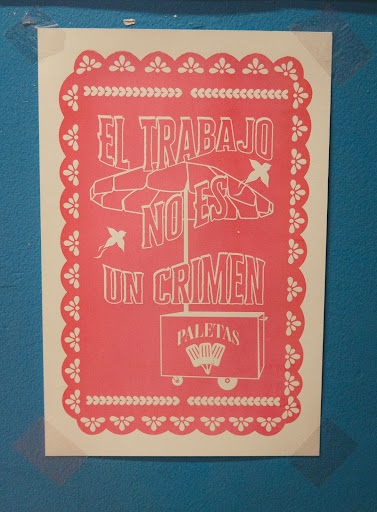 EL TRABAJO
NO ES
UN CRIMEN
PALETAS